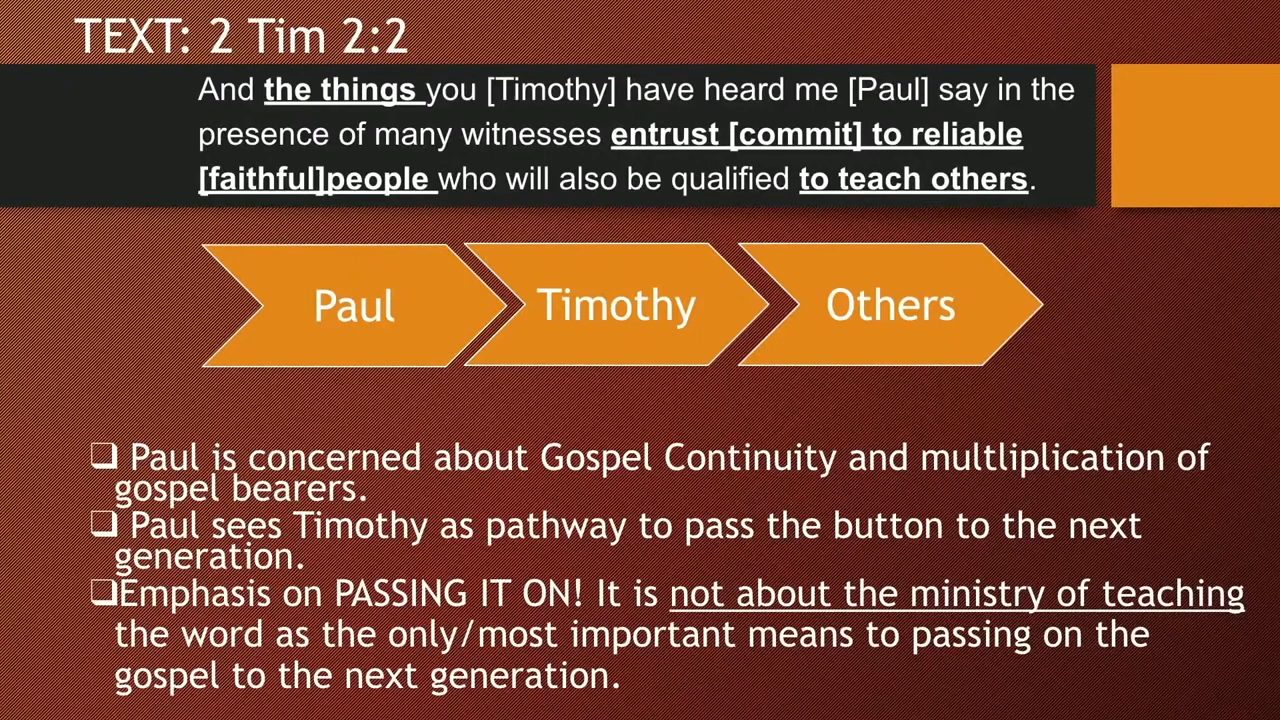 TEXT: 2 Tim 2:2
And the things you [Timothy] have heard me [Paul] say in the
presence of many witnesses entrust [commit] to reliable
[faithful]people who will also be qualified to teach others.
Paul
Timothy
Others
❑ Paul is concerned about Gospel Continuity and multliplication of
gospel bearers.
❑ Paul sees Timothy as pathway to pass the button to the next
generation.
❑Emphasis on PASSING IT ON! It is not about the ministry of teaching
the word as the only/most important means to passing on the
gospel to the next generation.